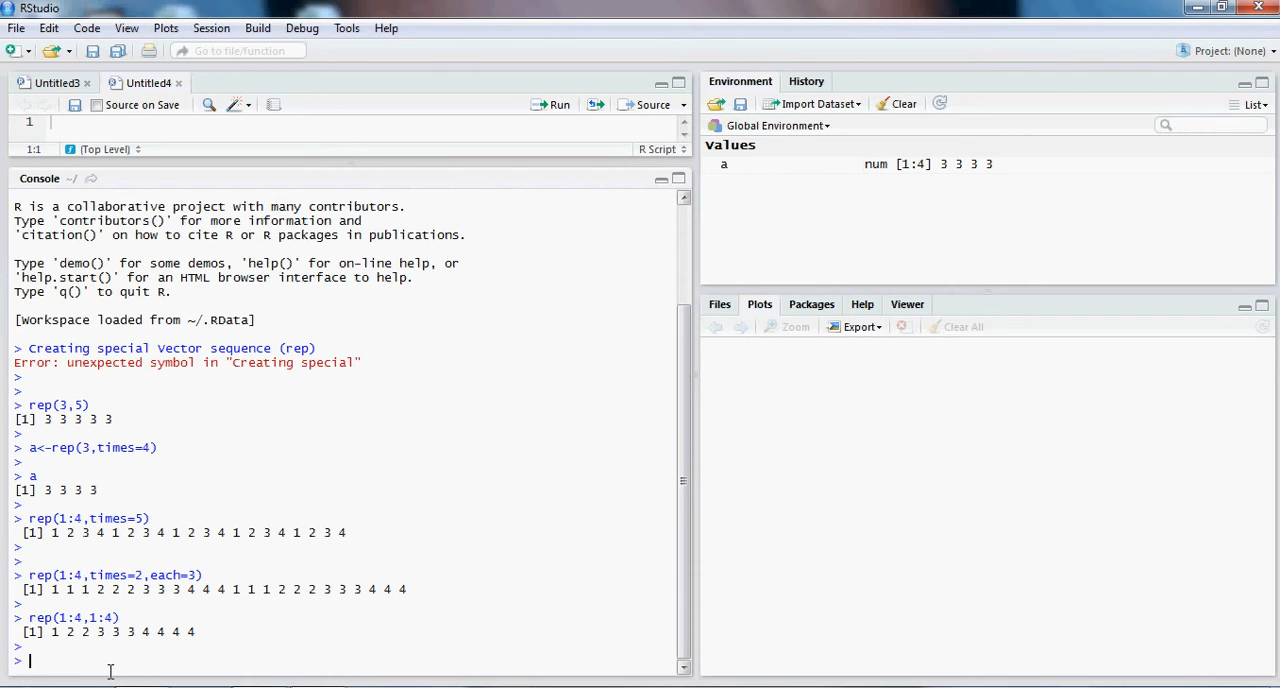 RStudio
File Edit Code View Plots Session Build Debug Tools Help
Go to file/function Project: (None)
Untitled3 Untitled4
Source on Save Run Source
1
1:1 (Top Level) R Script
Console ~/
R is a collaborative project with many contributors.
Type 'contributors()' for more information and
'citation()' on how to cite R or R packages in publications.
Type 'demo()' for some demos, 'help()' for on-line help, or
'help.start()' for an HTML browser interface to help.
Type 'q()' to quit R.
[Workspace loaded from ~/.RData]
> Creating special Vector sequence (rep)
Error: unexpected symbol in "Creating special"
>
>
> rep(3,5)
[1] 3 3 3 3 3
>
> a<-rep(3,times=4)
>
> a
[1] 3 3 3 3
>
> rep(1:4,times=5)
[1] 1 2 3 4 1 2 3 4 1 2 3 4 1 2 3 4 1 2 3 4
>
>
> rep(1:4,times=2,each=3)
[1] 1 1 1 2 2 2 3 3 3 4 4 4 1 1 1 2 2 2 3 3 3 4 4 4
>
> rep(1:4,1:4)
[1] 1 2 2 3 3 3 4 4 4 4
>
>
Environment History
Import Dataset Clear List
Global Environment
Values
a num [1:4] 3 3 3 3
Files Plots Packages Help Viewer
Zoom Export Clear All